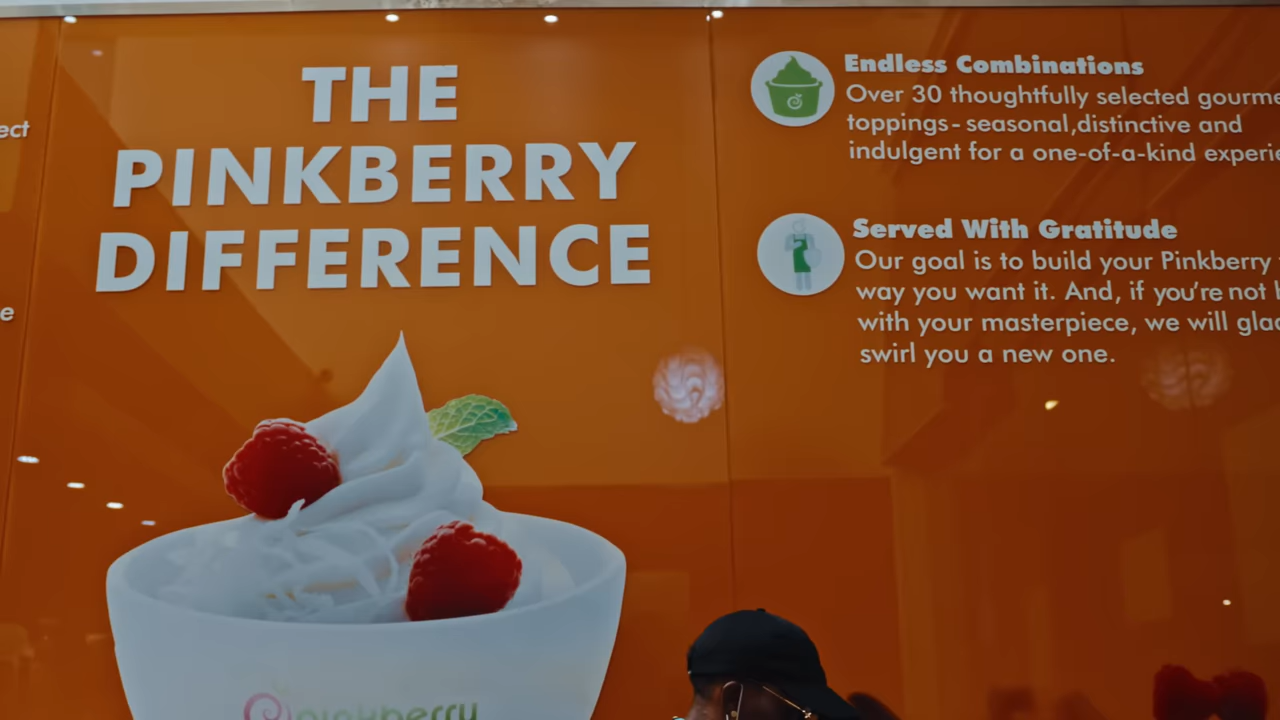 THE
PINKBERRY
DIFFERENCE
Endless Combinations
Over 30 thoughtfully selected
toppings - seasonal, distinctive and
indulgent for a one-of-a-kind
Served With Gratitude
Our goal is to build your Pinkberry
way you want it. And, if you're not
with your masterpiece, we will
swirl you a new one.
pinkberry